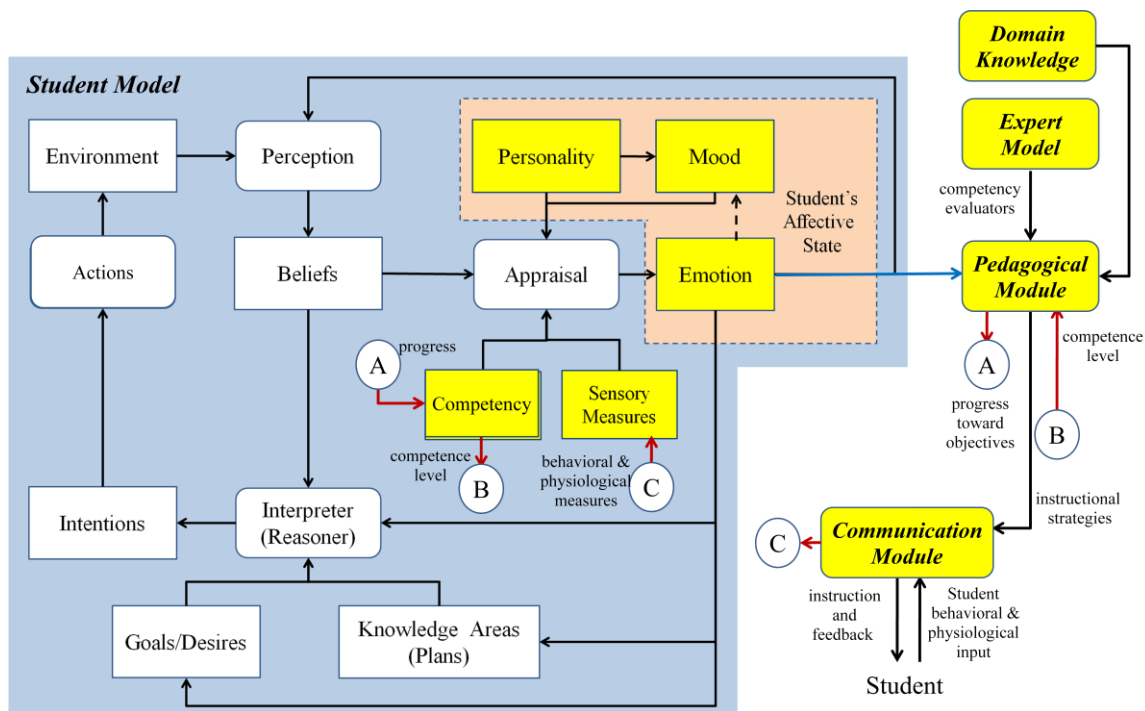 Student Model
Environment
Perception
Personality
Mood
Domain
Knowledge
Expert
Model
competency
evaluators
Student`s
Affective
State
Actions
Beliefs
Appraisal
Emotion
Pedagogical
Module
A
progress
Competency
Sensory
Measures
competence
level
B
behavioral &
physiological
measures
C
A
progress
toward
objectives
competence
level
B
Intentions
Interpreter
(Reasoner)
instructional
strategies
C
Communication
Module
Goals/Desires
Knowledge Areas
(Plans)
instruction
and
feedback
Student
behavioral &
physiological
input
Student